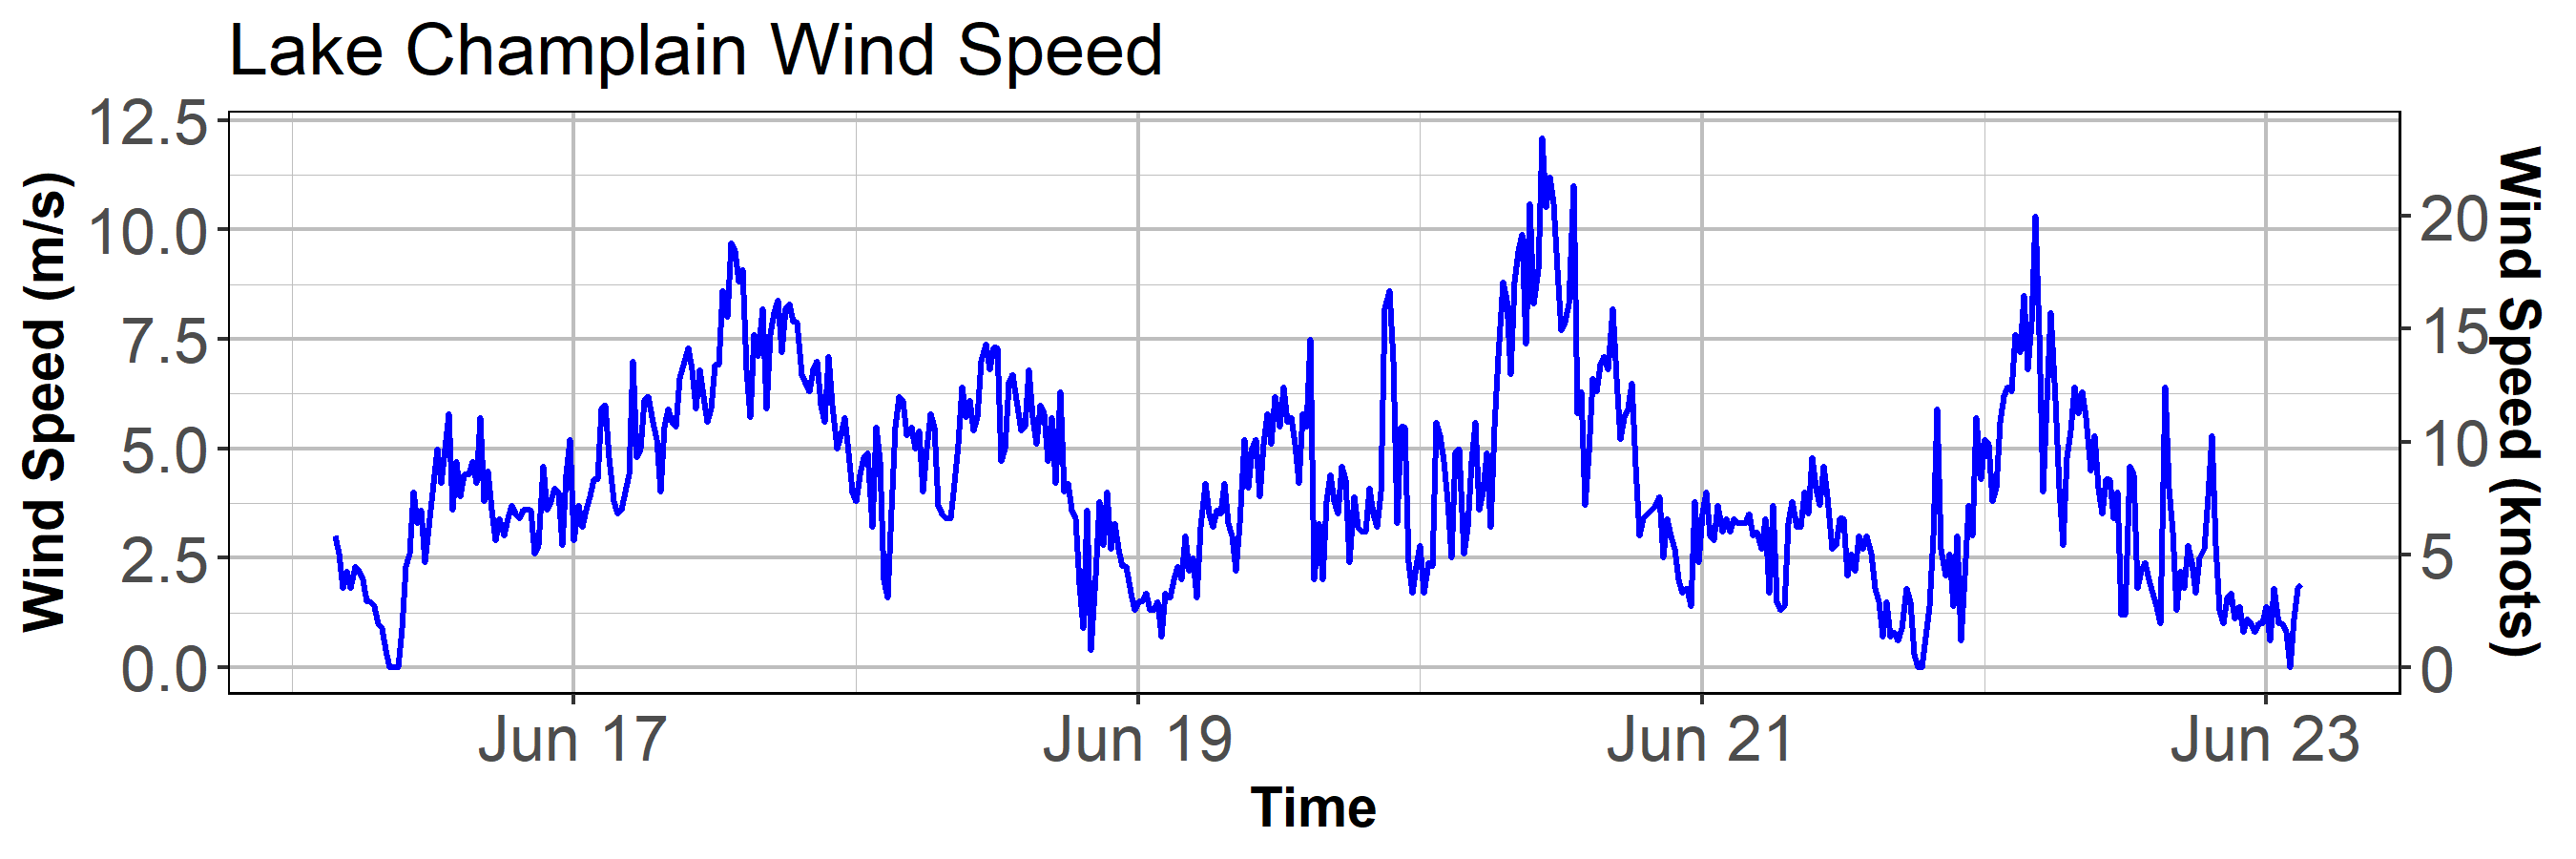 Lake Champlain Wind Speed
Wind Speed (m/s)
12.5
10.0
7.5
5.0
2.5
0.0
20
15
10
5
0
Wind Speed (knots)
Jun 17 Jun 19 Jun 21 Jun 23
Time